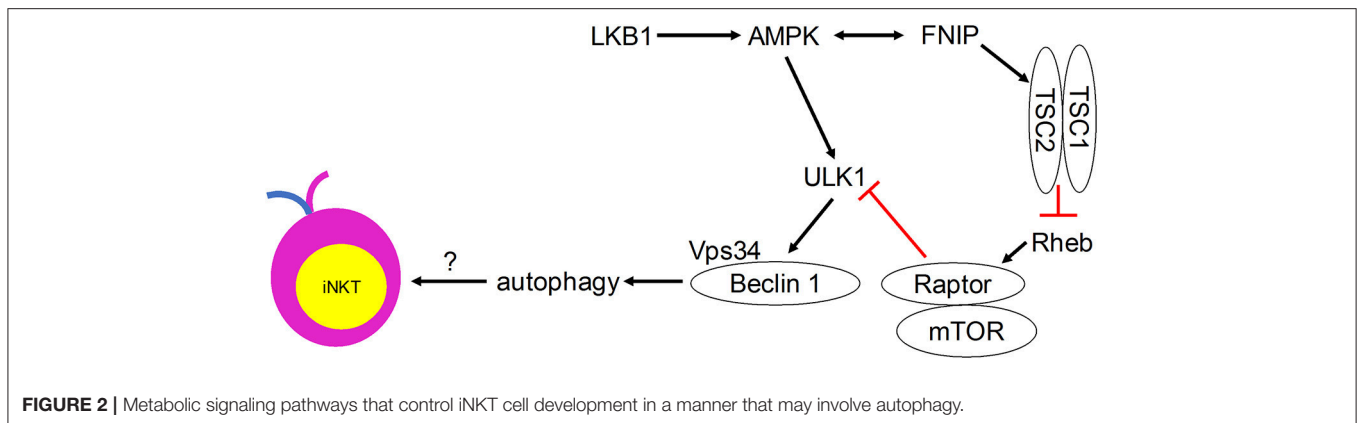 LKB1 AMPK FNIP
TSC2 TSC1
ULK1
Rheb
Vps34
Beclin 1
Raptor
mTOR
autophagy
?
iNKT
FIGURE 2 | Metabolic signaling pathways that control iNKT cell development in a manner that may involve autophagy.